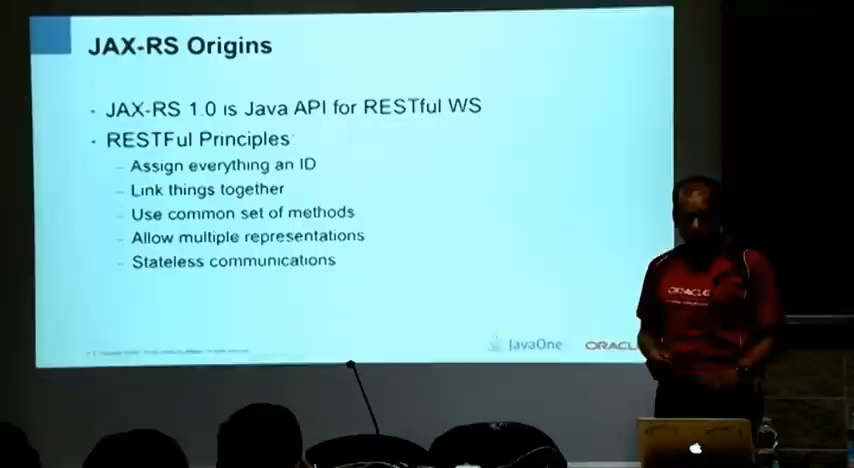 JAX-RS Origins
JAX-RS 1.0 is Java API for RESTful WS
RESTFul Principles:
Assign everything an ID
Link things together
Use common set of methods
Allow multiple representations
Stateless communications
JavaOne
ORACL
ORACLE